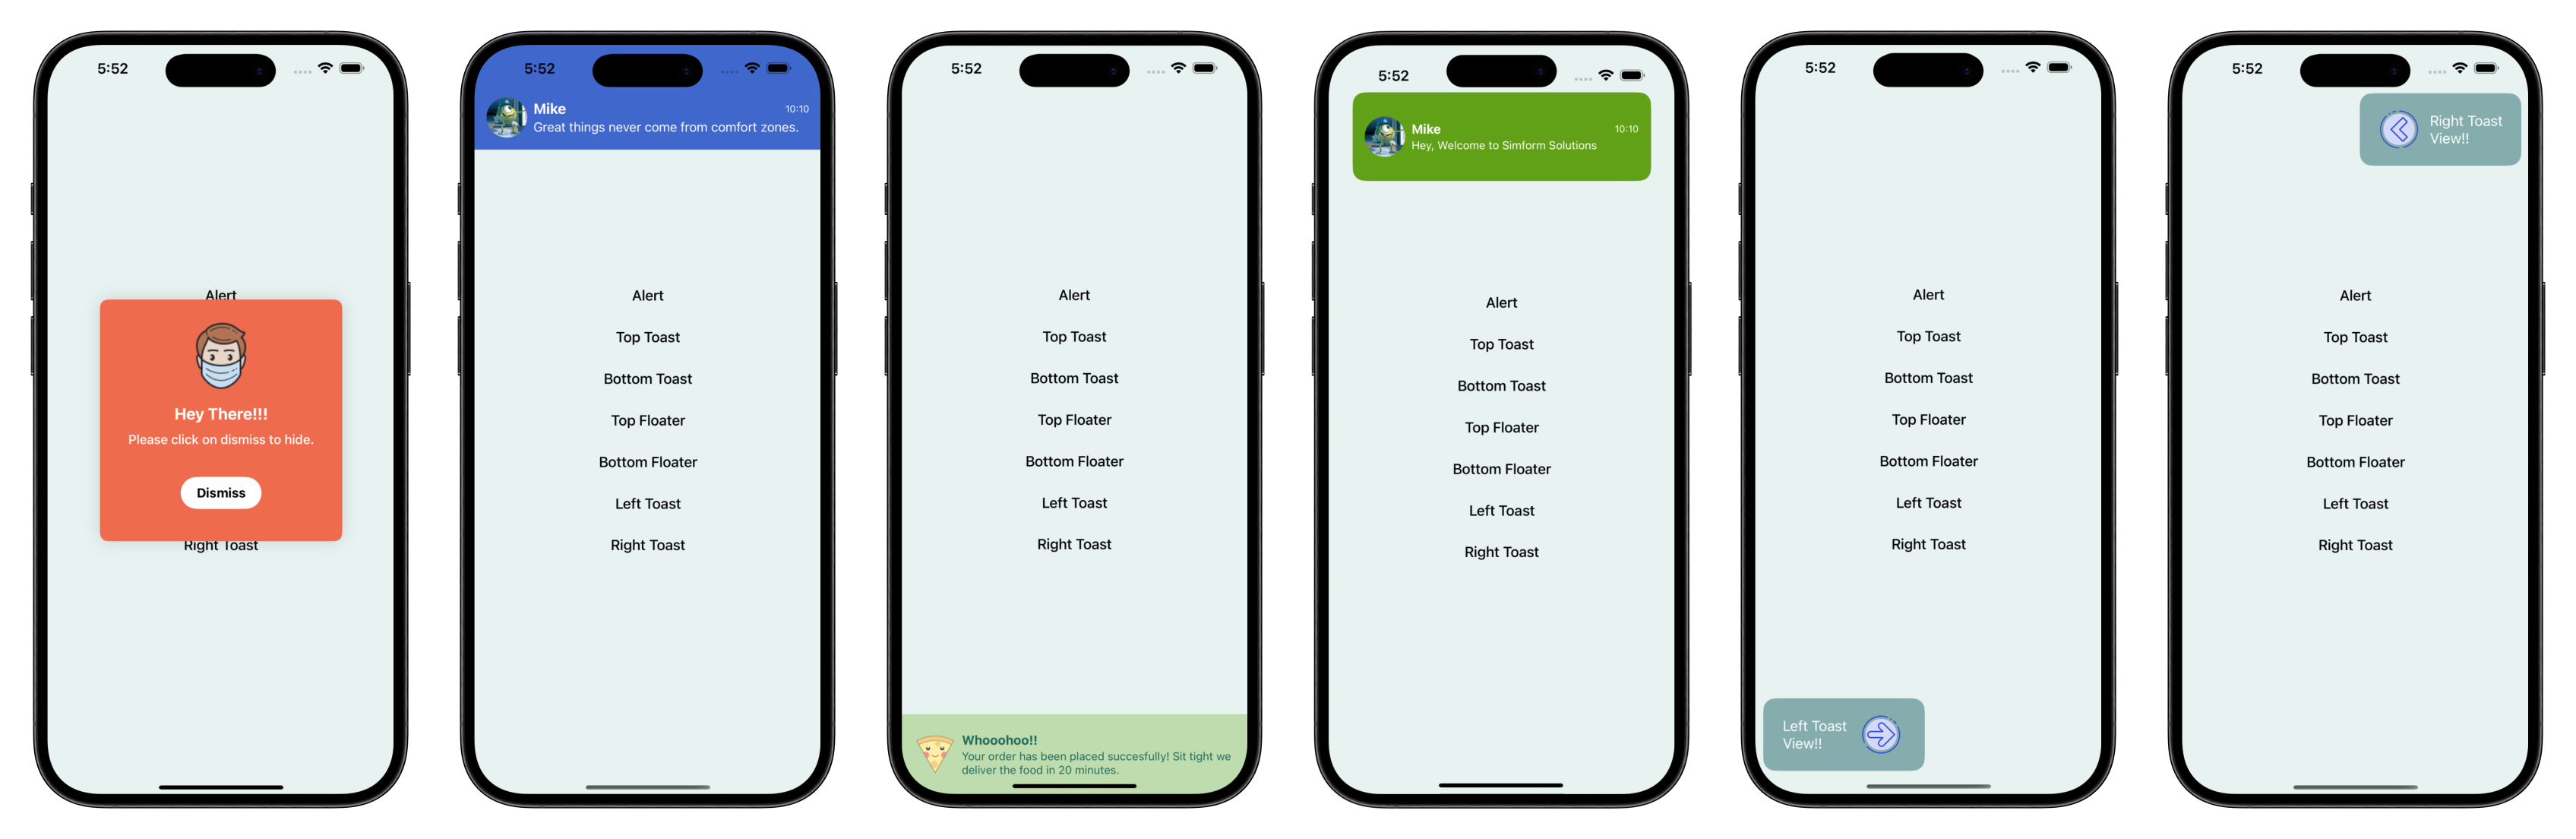 5:52
Alert
Hey There!!!
Please click on dismiss to hide.
Dismiss
Right Toast
5:52
Mike
10:10
Great things never come from comfort zones.
Alert
Top Toast
Bottom Toast
Top Floater
Bottom Floater
Left Toast
Right Toast
5:52
Alert
Top Toast
Bottom Toast
Top Floater
Bottom Floater
Left Toast
Right Toast
Whooohoo!!
Your order has been placed succesfully! Sit tight we
deliver the food in 20 minutes.
5:52
Mike
10:10
Hey, Welcome to Simform Solutions
Alert
Top Toast
Bottom Toast
Top Floater
Bottom Floater
Left Toast
Right Toast
5:52
Alert
Top Toast
Bottom Toast
Top Floater
Bottom Floater
Left Toast
Right Toast
Left Toast
View!!
5:52
Right Toast
View!!
Alert
Top Toast
Bottom Toast
Top Floater
Bottom Floater
Left Toast
Right Toast